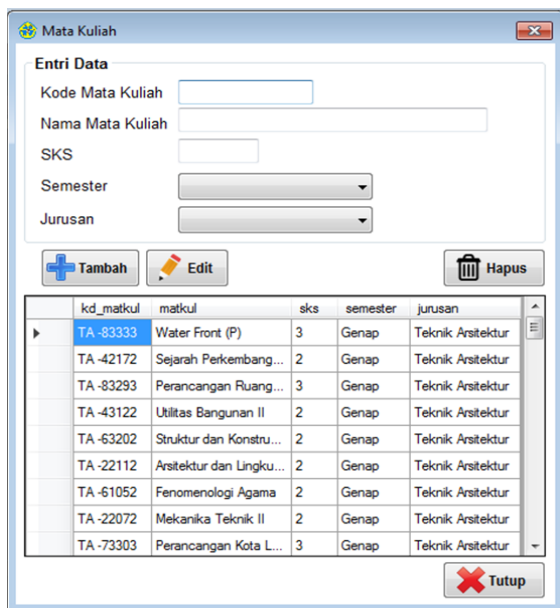 Mata Kuliah
Entri Data
Kode Mata Kuliah
Nama Mata Kuliah
SKS
Semester
Jurusan
Tambah Edit Hapus
kd_matkul matkul sks semester jurusan
TA -83333 Water Front (P) 3 Genap Teknik Arsitektur
TA -42172 Sejarah Perkembang... 2 Genap Teknik Arsitektur
TA -83293 Perancangan Ruang... 3 Genap Teknik Arsitektur
TA -43122 Utilitas Bangunan II 2 Genap Teknik Arsitektur
TA -63202 Struktur dan Konstru... 2 Genap Teknik Arsitektur
TA -22112 Arsitektur dan Lingku... 2 Genap Teknik Arsitektur
TA -61052 Fenomenologi Agama 2 Genap Teknik Arsitektur
TA -22072 Mekanika Teknik II 2 Genap Teknik Arsitektur
TA -73303 Perancangan Kota L... 3 Genap Teknik Arsitektur
Tutup